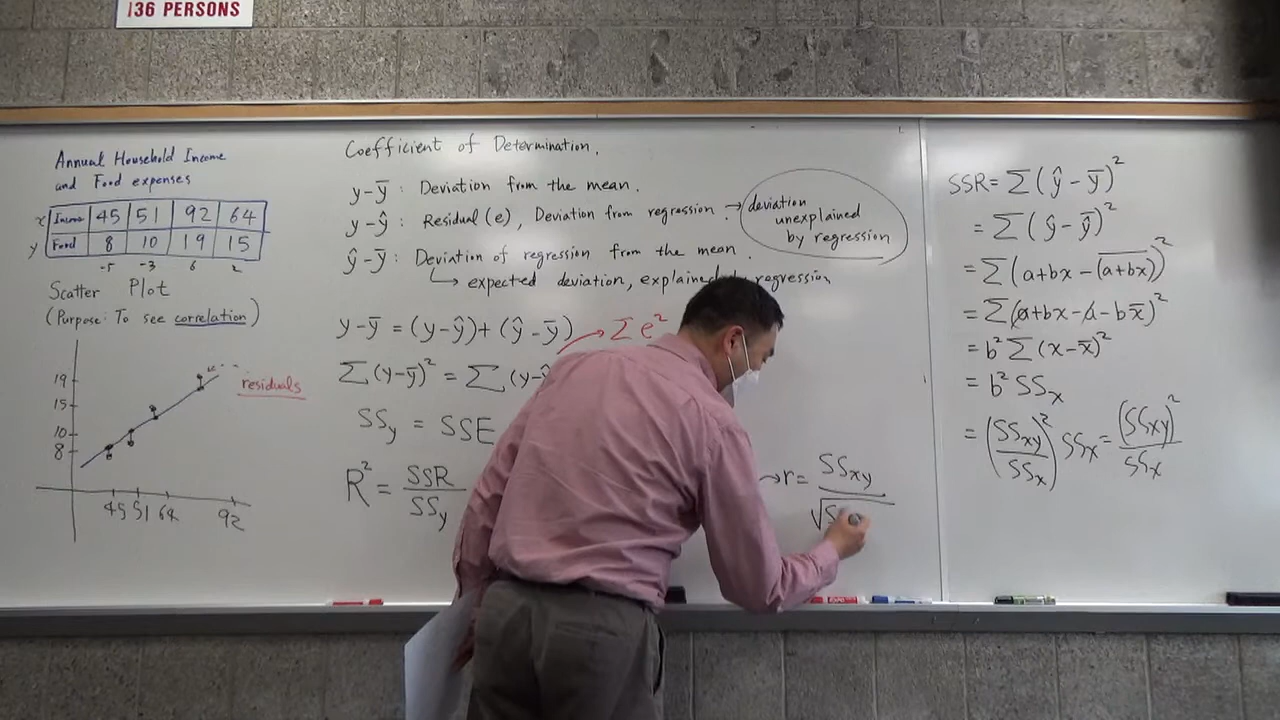 136 PERSONS
Annual Household Income
and Food expenses
x Income 45 51 92 64
y Food 8 10 19 15
-5 -3 6 2
Scatter Plot
(Purpose: To see correlation)
19
15
10
8
45 51 64 92
residuals
Coefficient of Determination.
y-ȳ : Deviation from the mean.
y-ŷ : Residual (e), Deviation from regression. → deviation
unexplained
by regression
ŷ-ȳ : Deviation of regression from the mean.
↳ expected deviation, explained by regression
y-ȳ = (y-ŷ)+(ŷ-ȳ) → Σe²
Σ(y-ȳ)² = Σ(y-
SSy = SSE
R² = SSR/SSy
→ r = SSxy/√S
SSR = Σ(ŷ-ȳ)²
= Σ(ŷ-ŷ̄)²
= Σ(a+bx-\overline{(a+bx)})²
= Σ(a+bx-a-bx̄)²
= b²Σ(x-x̄)²
= b² SSx
= (SSxy/SSx)² SSx = (SSxy)²/SSx